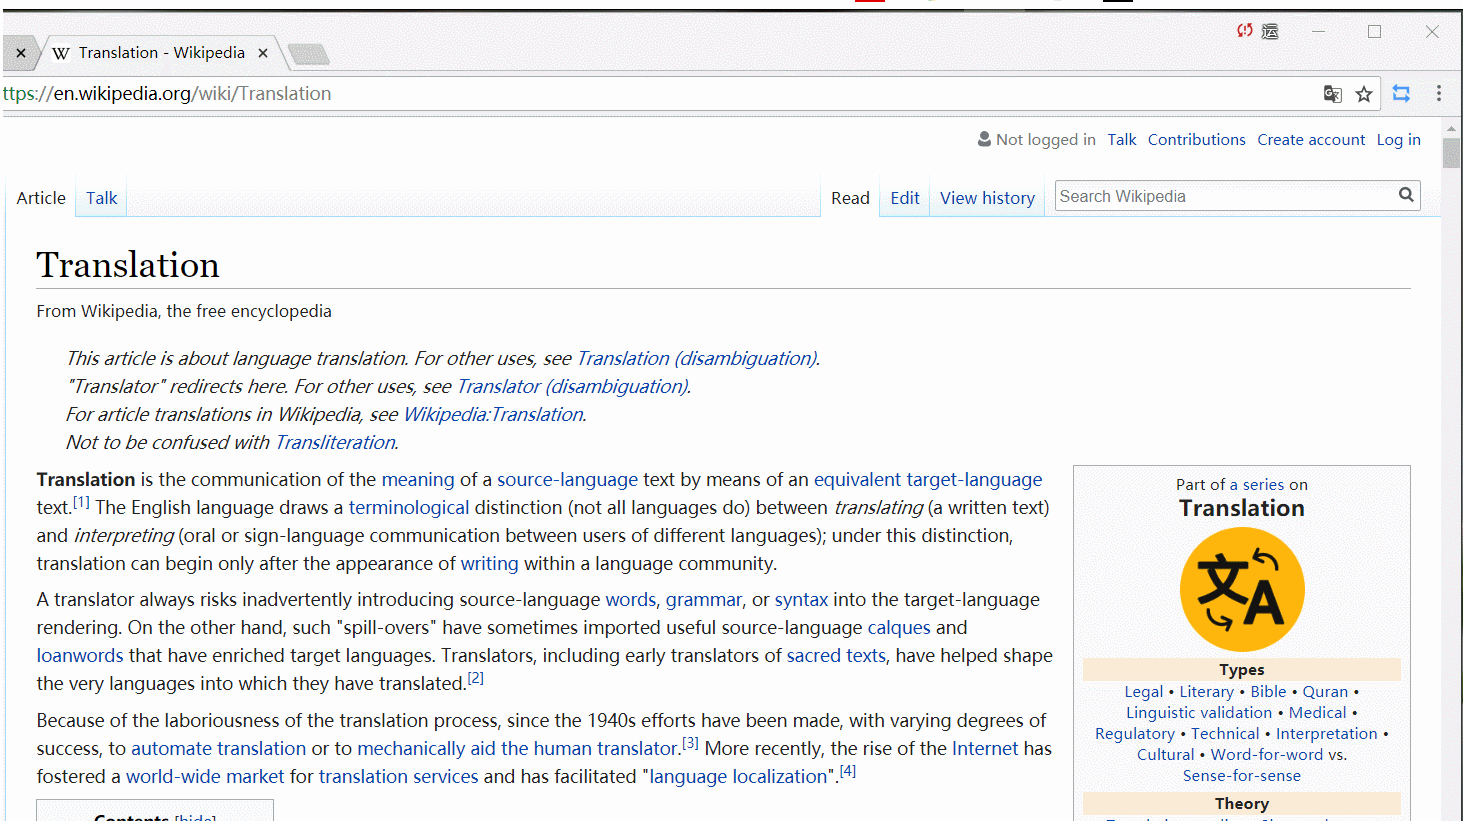 运
Translation - Wikipedia
ttps://en.wikipedia.org/wiki/Translation
Not logged in Talk Contributions Create account Log in
Article Talk Read Edit View history Search Wikipedia
Translation
From Wikipedia, the free encyclopedia
This article is about language translation. For other uses, see Translation (disambiguation).
"Translator" redirects here. For other uses, see Translator (disambiguation).
For article translations in Wikipedia, see Wikipedia:Translation.
Not to be confused with Transliteration.
Translation is the communication of the meaning of a source-language text by means of an equivalent target-language
text.[1] The English language draws a terminological distinction (not all languages do) between translating (a written text)
and interpreting (oral or sign-language communication between users of different languages); under this distinction,
translation can begin only after the appearance of writing within a language community.
A translator always risks inadvertently introducing source-language words, grammar, or syntax into the target-language
rendering. On the other hand, such "spill-overs" have sometimes imported useful source-language calques and
loanwords that have enriched target languages. Translators, including early translators of sacred texts, have helped shape
the very languages into which they have translated.[2]
Because of the laboriousness of the translation process, since the 1940s efforts have been made, with varying degrees of
success, to automate translation or to mechanically aid the human translator.[3] More recently, the rise of the Internet has
fostered a world-wide market for translation services and has facilitated "language localization".[4]
Contents [hide]
Part of a series on
Translation
文 A
Types
Legal • Literary • Bible • Quran •
Linguistic validation • Medical •
Regulatory • Technical • Interpretation •
Cultural • Word-for-word vs.
Sense-for-sense
Theory